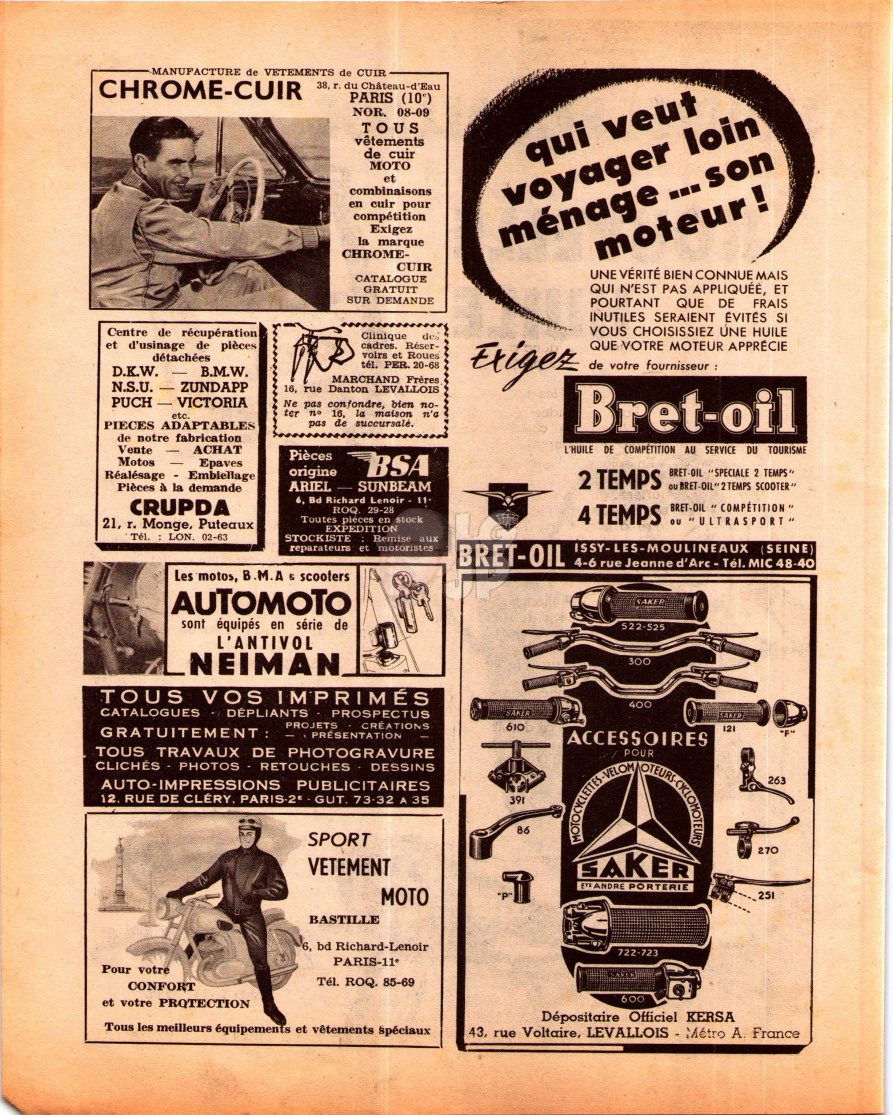 MANUFACTURE de VETEMENTS de CUIR
CHROME-CUIR
38, r. du Château-d'Eau
PARIS (10e)
NOR. 08-09
TOUS
vêtements
de cuir
MOTO
et
combinaisons
en cuir pour
compétition
Exigez
la marque
CHROME-
CUIR
CATALOGUE
GRATUIT
SUR DEMANDE
Centre de récupération
et d'usinage de pièces
détachées
D.K.W. — B.M.W.
N.S.U. — ZUNDAPP
PUCH — VICTORIA
etc.
PIECES ADAPTABLES
de notre fabrication
Vente — ACHAT
Motos — Epaves
Réalésage - Embiellage
Pièces à la demande
CRUPDA
21, r. Monge, Puteaux
Tél. : LON. 02-63
Clinique des
cadres. Réser-
voirs et Roues
tél. PER. 20-68
MARCHAND Frères
16, rue Danton LEVALLOIS
Ne pas confondre, bien no-
ter n° 16, la maison n'a
pas de succursale.
Pièces
origine
BSA
ARIEL - SUNBEAM
6, Bd Richard Lenoir - 11e
ROQ. 29-28
Toutes pièces en stock
EXPEDITION
STOCKISTE : Remise aux
reparateurs et motoristes
Les motos, B.M.A & scooters
AUTOMOTO
sont équipés en série de
L'ANTIVOL
NEIMAN
TOUS VOS IMPRIMÉS
CATALOGUES - DÉPLIANTS - PROSPECTUS
GRATUITEMENT : PROJETS - CRÉATIONS
— PRÉSENTATION —
TOUS TRAVAUX DE PHOTOGRAVURE
CLICHÉS - PHOTOS - RETOUCHES - DESSINS
AUTO-IMPRESSIONS PUBLICITAIRES
12, RUE DE CLÉRY, PARIS-2e - GUT. 73-32 A 35
SPORT
VETEMENT
MOTO
BASTILLE
6, bd Richard-Lenoir
PARIS-11e
Tél. ROQ. 85-69
Pour votre
CONFORT
et votre PROTECTION
Tous les meilleurs équipements et vêtements spéciaux
qui veut
voyager loin
ménage ... son
moteur !
UNE VÉRITÉ BIEN CONNUE MAIS
QUI N'EST PAS APPLIQUÉE, ET
POURTANT QUE DE FRAIS
INUTILES SERAIENT ÉVITÉS SI
VOUS CHOISISSIEZ UNE HUILE
QUE VOTRE MOTEUR APPRÉCIE
Exigez
de votre fournisseur :
Bret-oil
L'HUILE DE COMPÉTITION AU SERVICE DU TOURISME
2 TEMPS BRET-OIL "SPECIALE 2 TEMPS"
ou BRET-OIL "2 TEMPS SCOOTER"
4 TEMPS BRET-OIL "COMPÉTITION"
ou "ULTRASPORT"
BRET-OIL ISSY-LES-MOULINEAUX (SEINE)
4-6 rue Jeanne d'Arc - Tél. MIC 48-40
SAKER
522-525
300
400
SAKER
610
SAKER
121
"F"
ACCESSOIRES
POUR
MOTOCYCLETTES-VELOMOTEURS-CYCLOMOTEURS
391
263
86
270
SAKER
ETS ANDRE PORTERIE
"P"
251
722-723
SAKER
600
Dépositaire Officiel KERSA
43, rue Voltaire, LEVALLOIS - Métro A. France